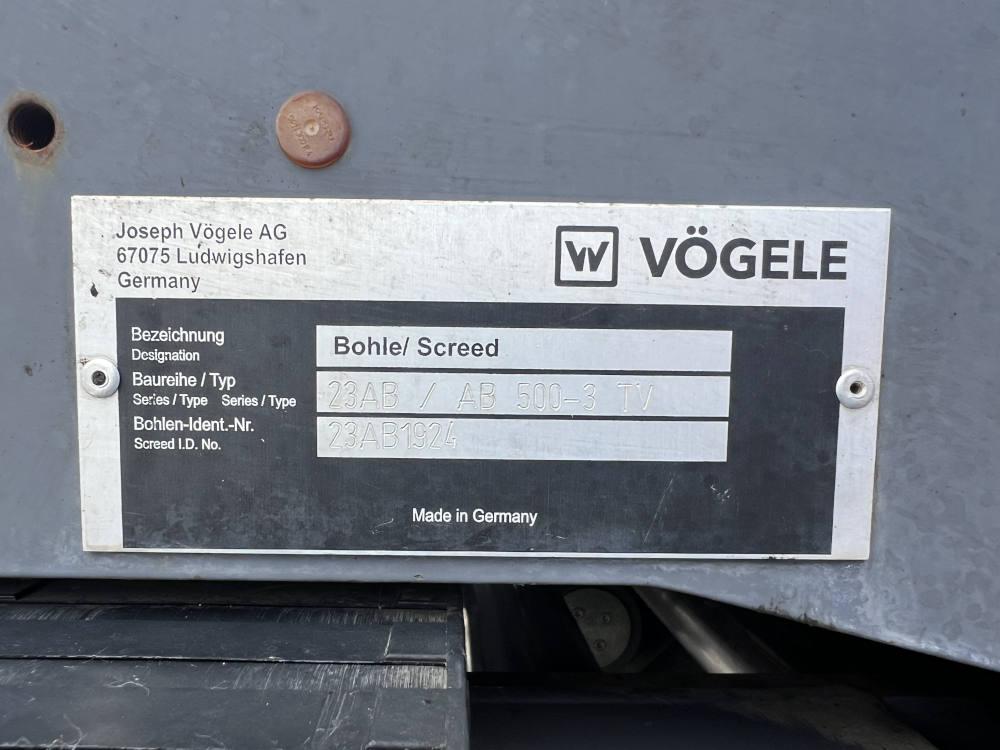 Joseph Vögele AG
67075 Ludwigshafen
Germany
VÖGELE
Bezeichnung
Designation
Bohle/ Screed
Baureihe / Typ
Series / Type Series / Type
23AB / AB 500-3 TV
Bohlen-Ident.-Nr.
Screed I.D. No.
23AB1924
Made in Germany